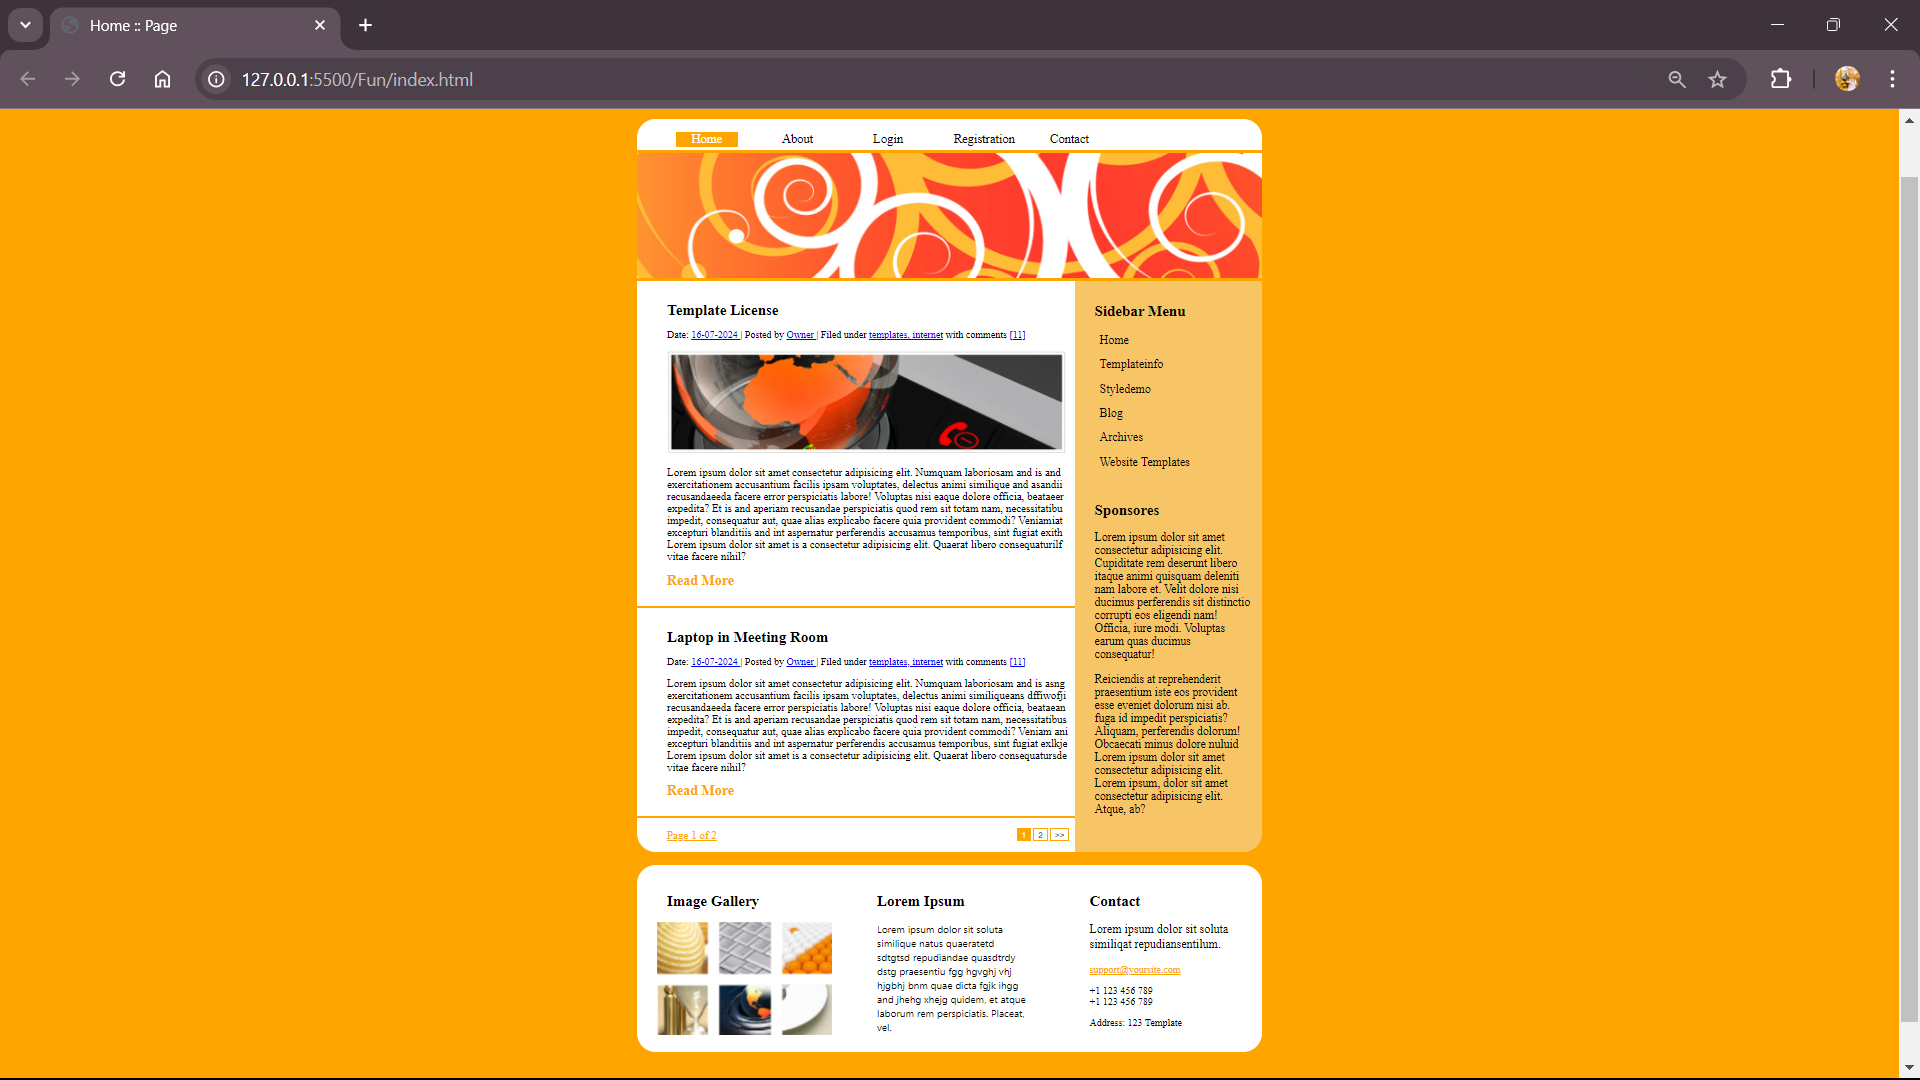 Home :: Page
127.0.0.1:5500/Fun/index.html
Home About Login Registration Contact
Template License
Date: 16-07-2024 | Posted by Owner | Filed under templates, internet with comments [11]
Lorem ipsum dolor sit amet consectetur adipisicing elit. Numquam laboriosam and is and
exercitationem accusantium facilis ipsam voluptates, delectus animi similique and asandii
recusandaeeda facere error perspiciatis labore! Voluptas nisi eaque dolore officia, beataeer
expedita? Et is and aperiam recusandae perspiciatis quod rem sit totam nam, necessitatibu
impedit, consequatur aut, quae alias explicabo facere quia provident commodi? Veniamiat
excepturi blanditiis and int aspernatur perferendis accusamus temporibus, sint fugiat exith
Lorem ipsum dolor sit amet is a consectetur adipisicing elit. Quaerat libero consequaturilf
vitae facere nihil?
Read More
Laptop in Meeting Room
Date: 16-07-2024 | Posted by Owner | Filed under templates, internet with comments [11]
Lorem ipsum dolor sit amet consectetur adipisicing elit. Numquam laboriosam and is asng
exercitationem accusantium facilis ipsam voluptates, delectus animi similiqueans dffiwofji
recusandaeeda facere error perspiciatis labore! Voluptas nisi eaque dolore officia, beataean
expedita? Et is and aperiam recusandae perspiciatis quod rem sit totam nam, necessitatibus
impedit, consequatur aut, quae alias explicabo facere quia provident commodi? Veniam ani
excepturi blanditiis and int aspernatur perferendis accusamus temporibus, sint fugiat exlkje
Lorem ipsum dolor sit amet is a consectetur adipisicing elit. Quaerat libero consequatursde
vitae facere nihil?
Read More
Page 1 of 2
1 2 >>
Sidebar Menu
Home
Templateinfo
Styledemo
Blog
Archives
Website Templates
Sponsores
Lorem ipsum dolor sit amet
consectetur adipisicing elit.
Cupiditate rem deserunt libero
itaque animi quisquam deleniti
nam labore et. Velit dolore nisi
ducimus perferendis sit distinctio
corrupti eos eligendi nam!
Officia, iure modi. Voluptas
earum quas ducimus
consequatur!
Reiciendis at reprehenderit
praesentium iste eos provident
esse eveniet dolorum nisi ab.
fuga id impedit perspiciatis?
Aliquam, perferendis dolorum!
Obcaecati minus dolore nuluid
Lorem ipsum dolor sit amet
consectetur adipisicing elit.
Lorem ipsum, dolor sit amet
consectetur adipisicing elit.
Atque, ab?
Image Gallery
Lorem Ipsum
Lorem ipsum dolor sit soluta
similique natus quaeratetd
sdtgtsd repudiandae quasdtrdy
dstg praesentiu fgg hgvghj vhj
hjgbhj bnm quae dicta fgjk ihgg
and jhehg xhejg quidem, et atque
laborum rem perspiciatis. Placeat,
vel.
Contact
Lorem ipsum dolor sit soluta
similiqat repudiansentilum.
support@yoursite.com
+1 123 456 789
+1 123 456 789
Address: 123 Template